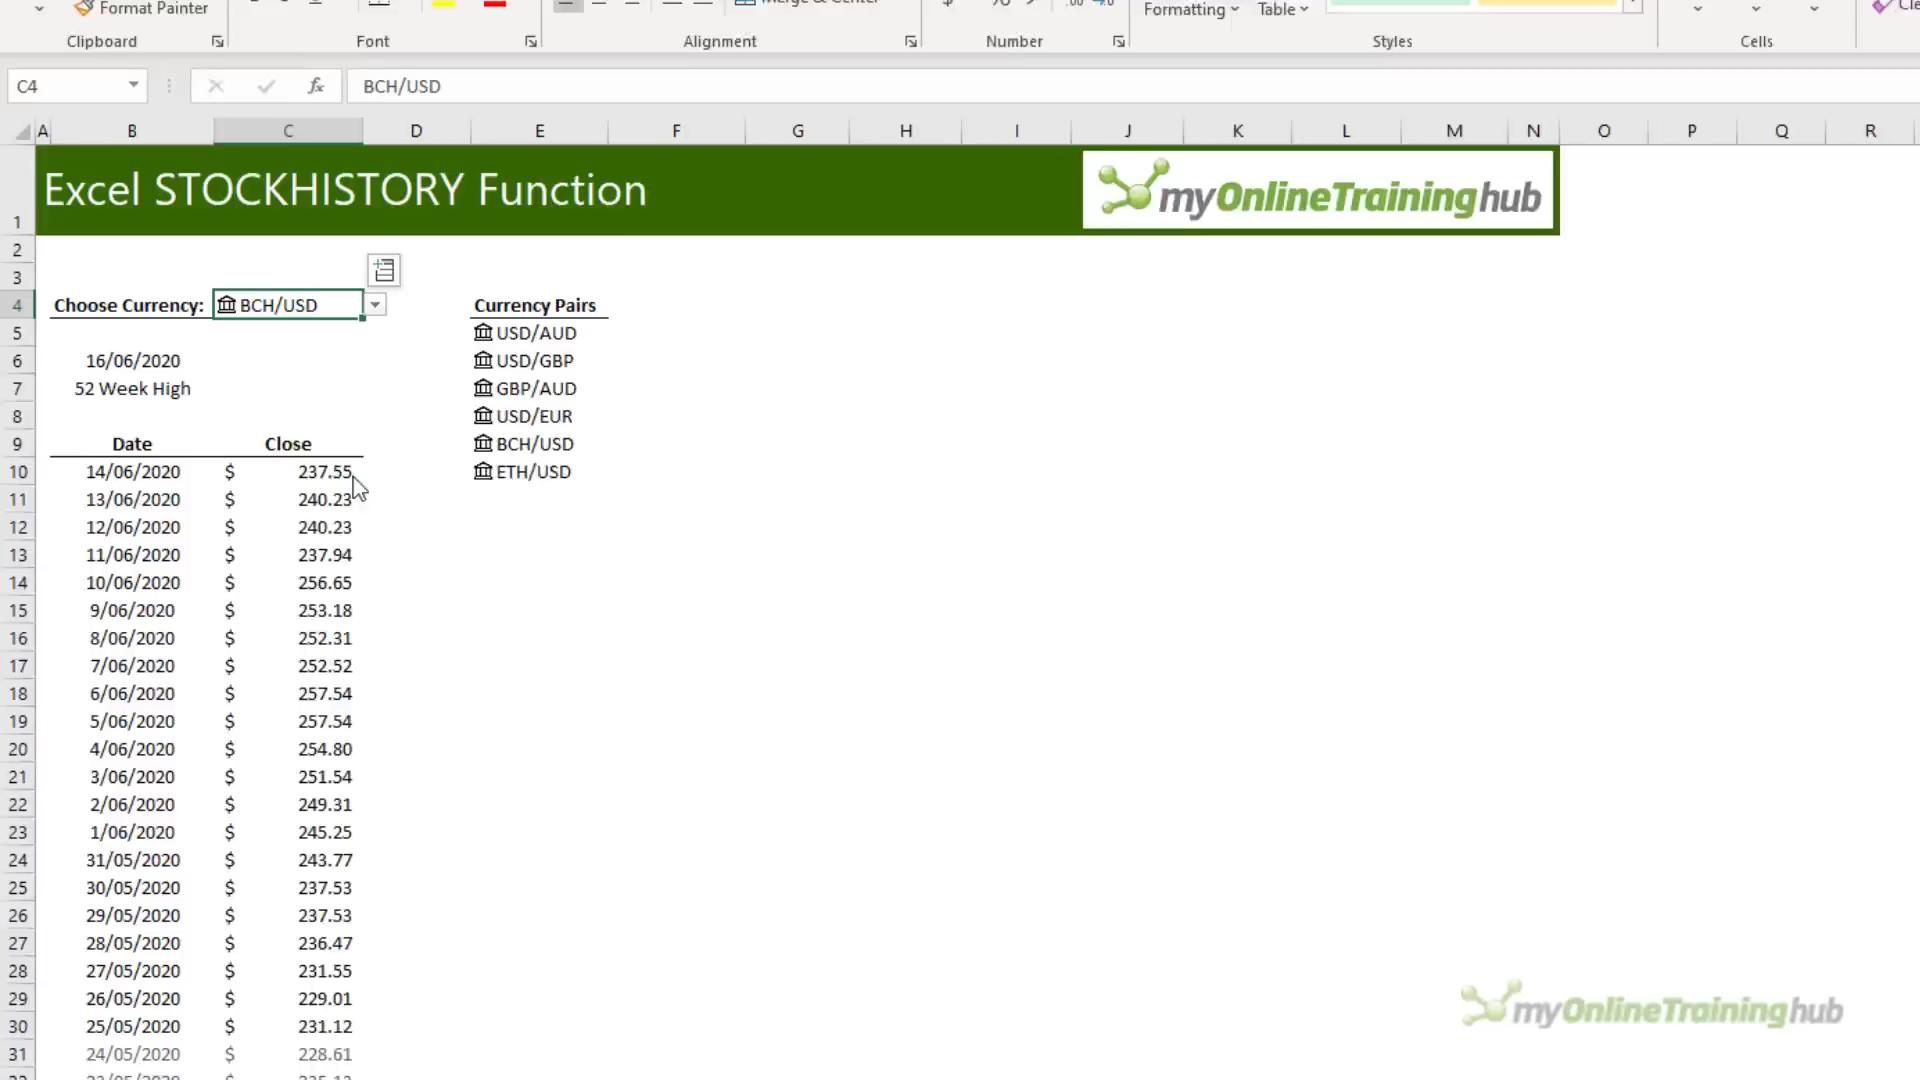 Format Painter
Merge & Center
Formatting
Table
Clipboard
Font
Alignment
Number
Styles
Cells
C4
fx
BCH/USD
A B C D E F G H I J K L M N O P Q R
1
Excel STOCKHISTORY Function
myOnlineTraininghub
2
3
4 Choose Currency: BCH/USD Currency Pairs
5 USD/AUD
6 16/06/2020 USD/GBP
7 52 Week High GBP/AUD
8 USD/EUR
9 Date Close BCH/USD
10 14/06/2020 $ 237.55 ETH/USD
11 13/06/2020 $ 240.23
12 12/06/2020 $ 240.23
13 11/06/2020 $ 237.94
14 10/06/2020 $ 256.65
15 9/06/2020 $ 253.18
16 8/06/2020 $ 252.31
17 7/06/2020 $ 252.52
18 6/06/2020 $ 257.54
19 5/06/2020 $ 257.54
20 4/06/2020 $ 254.80
21 3/06/2020 $ 251.54
22 2/06/2020 $ 249.31
23 1/06/2020 $ 245.25
24 31/05/2020 $ 243.77
25 30/05/2020 $ 237.53
26 29/05/2020 $ 237.53
27 28/05/2020 $ 236.47
28 27/05/2020 $ 231.55
29 26/05/2020 $ 229.01
30 25/05/2020 $ 231.12
31 24/05/2020 $ 228.61
myOnlineTraininghub